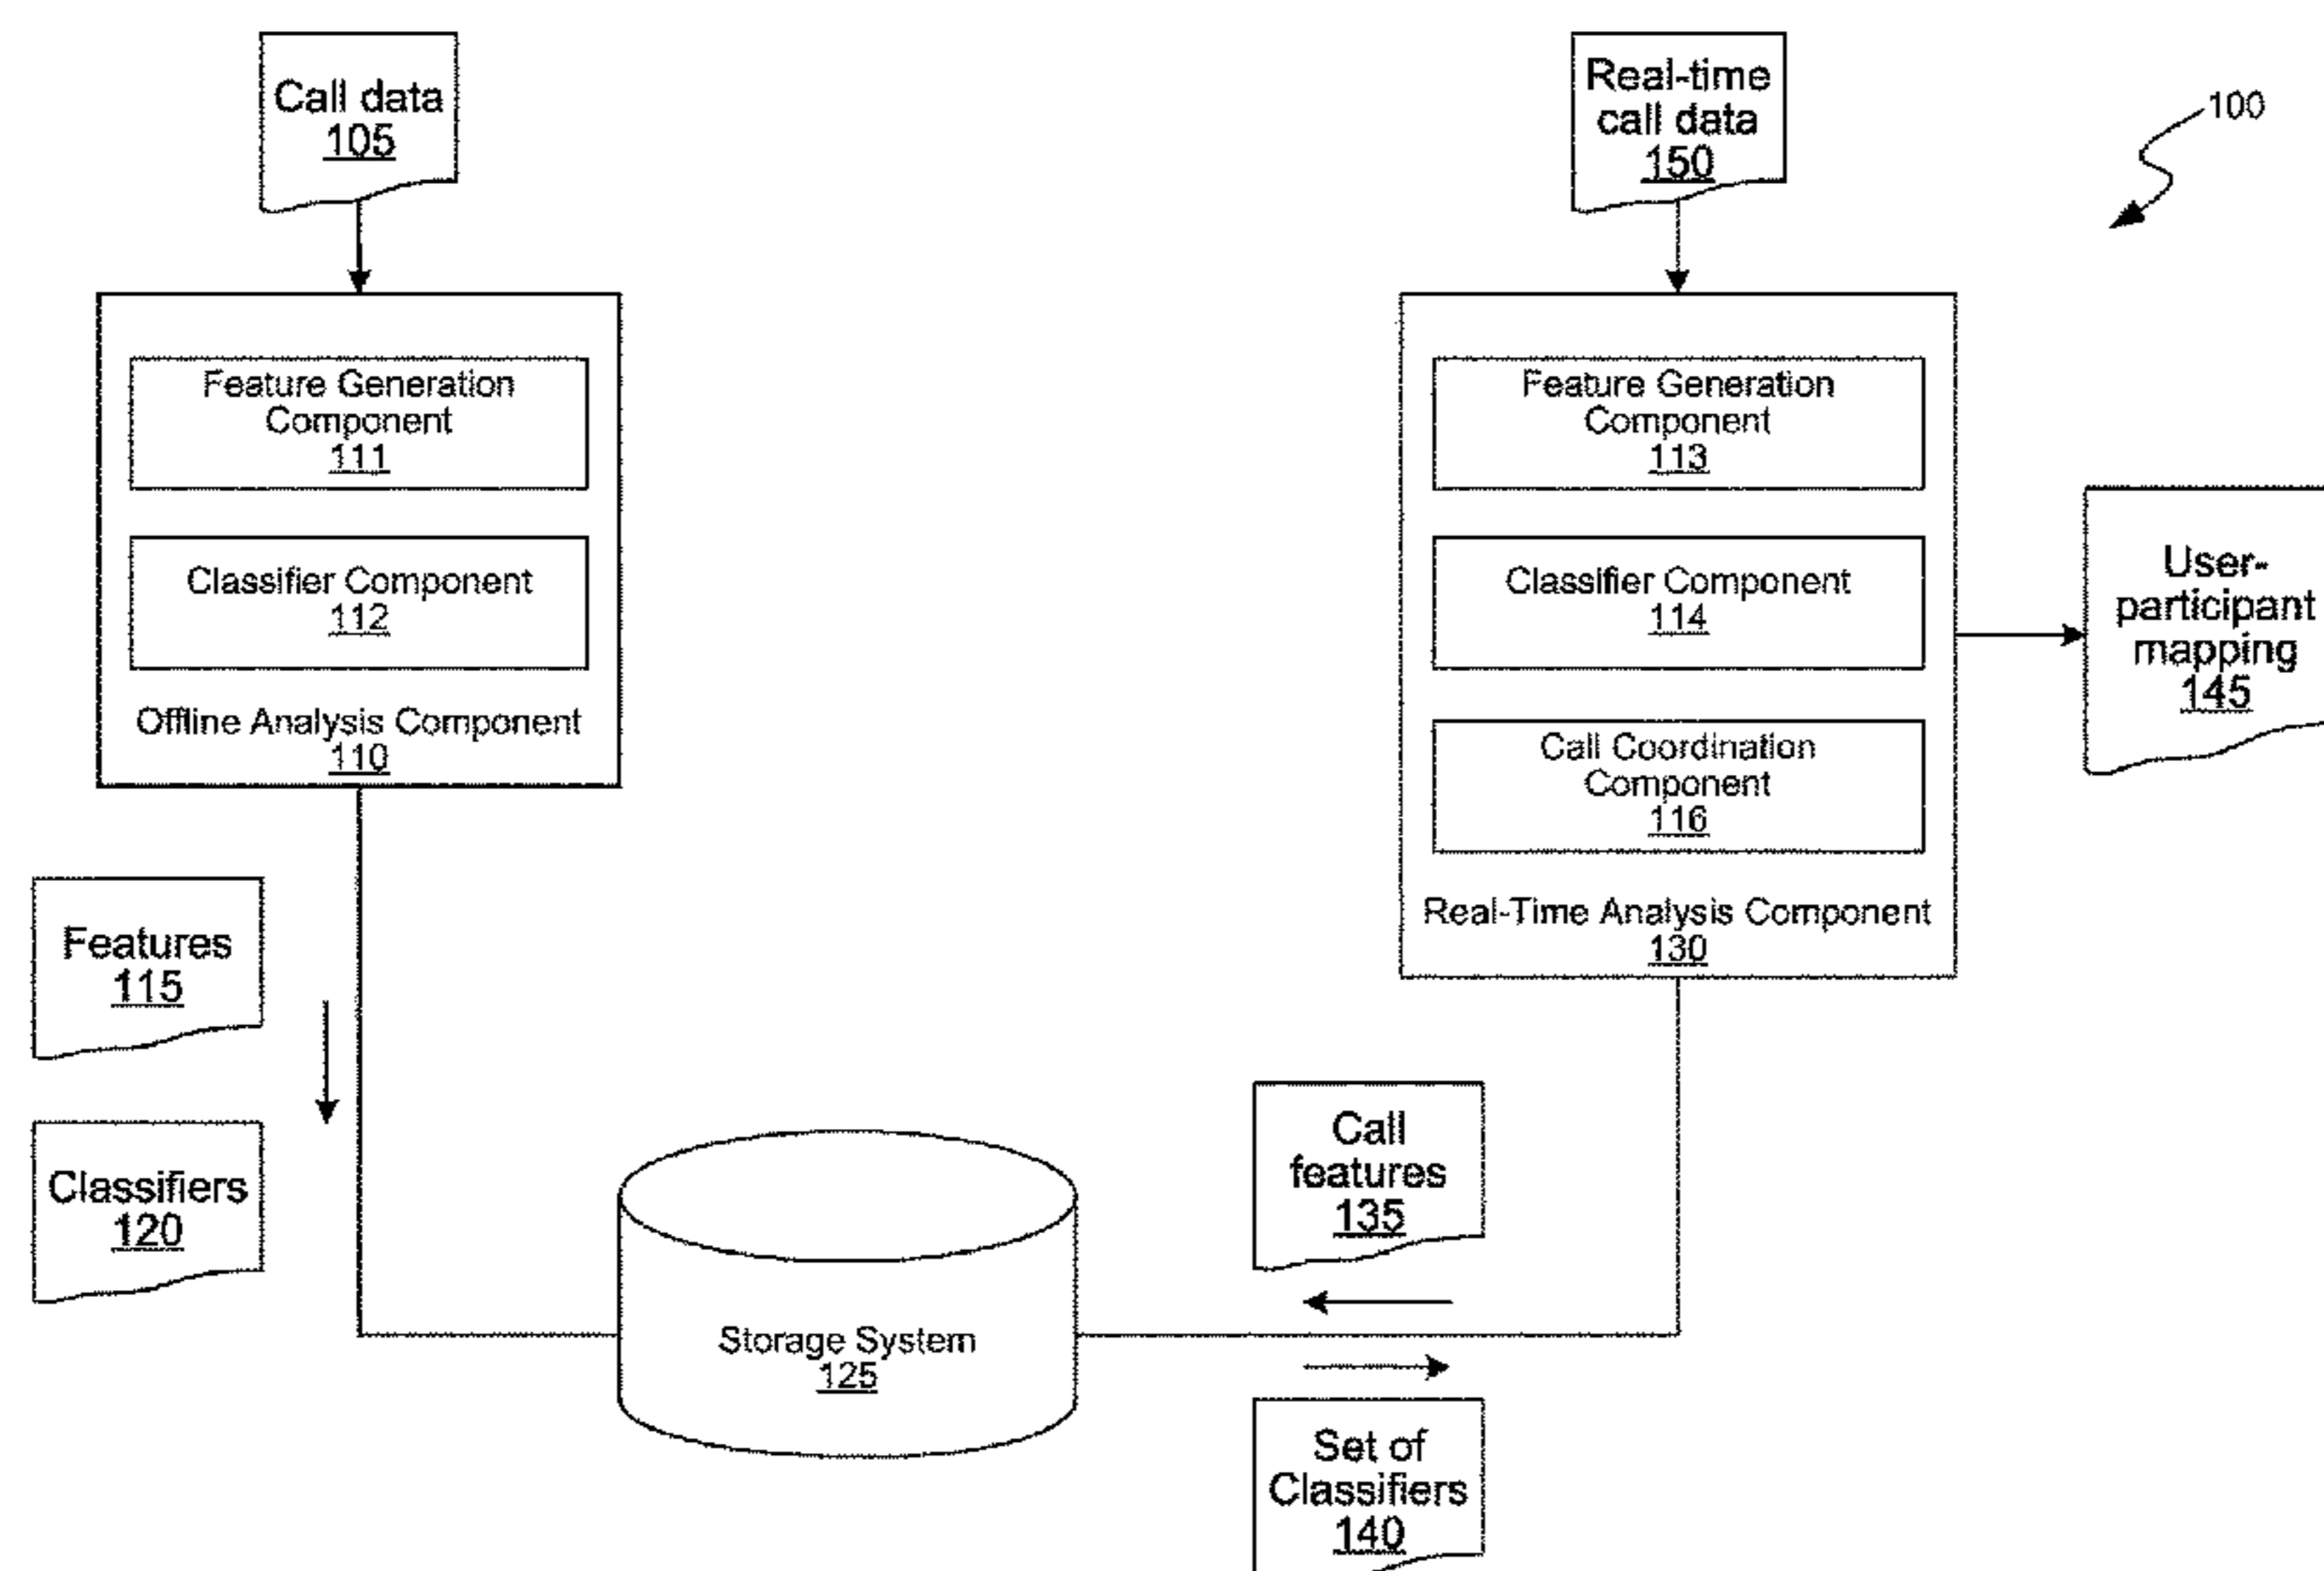 Call data
105
Real-time
call data
150
100
Feature Generation
Component
111
Classifier Component
112
Offline Analysis Component
110
Feature Generation
Component
113
Classifier Component
114
Call Coordination
Component
116
Real-Time Analysis Component
130
User-
participant
mapping
145
Features
115
Classifiers
120
Storage System
125
Call
features
135
Set of
Classifiers
140